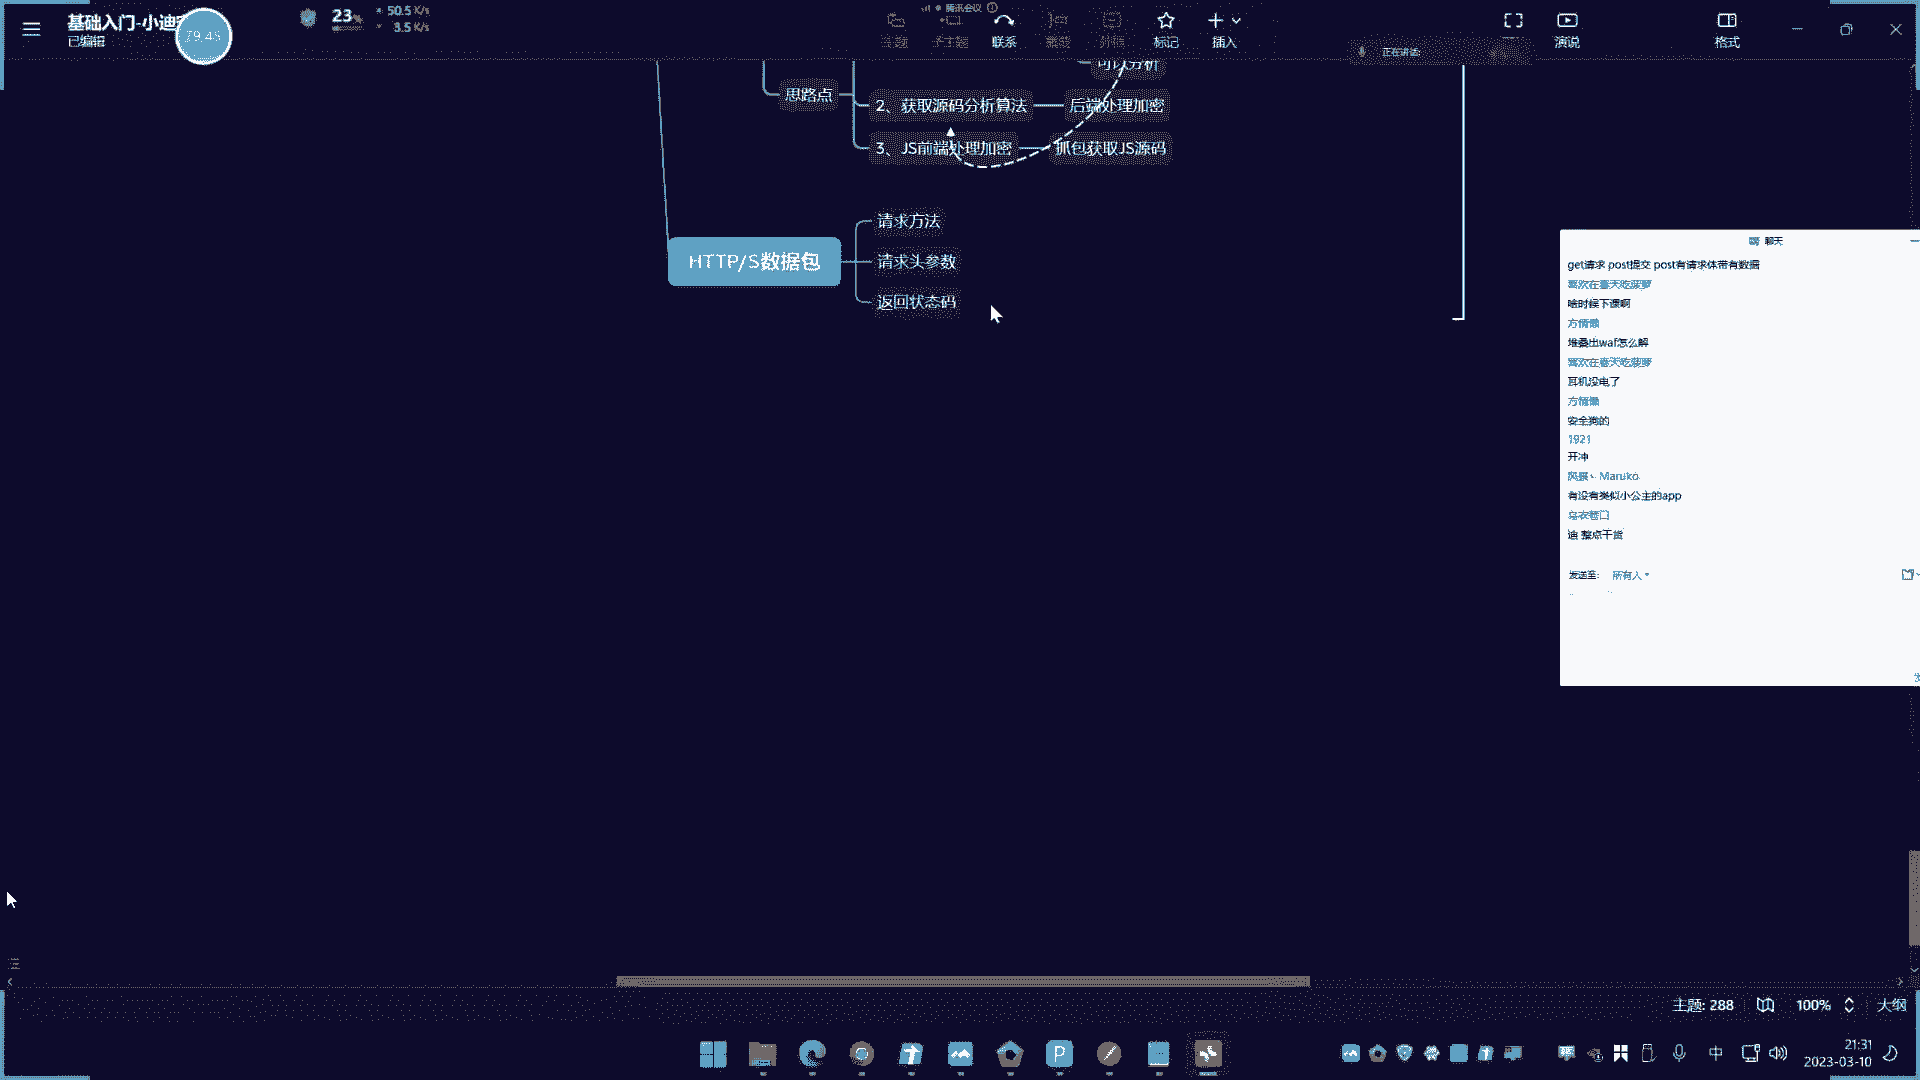 基础入门-小迪
已编辑
79.45
23%
50.5 K/s
3.5 K/s
腾讯会议
主题
子主题
联系
概要
外框
标记
插入
演说
格式
正在讲话:
可以分析
思路点
2、获取源码分析算法
后端处理加密
3、JS前端处理加密
抓包获取JS源码
HTTP/S数据包
请求方法
请求头参数
返回状态码
聊天
get请求 post提交 post有请求体带有数据
喜欢在春天吃菠萝
啥时候下课啊
堆叠出waf怎么解
喜欢在春天吃菠萝
耳机没电了
安全狗的
1921
开冲
Maruko
有没有类似小公主的app
乌衣巷口
迪 整点干货
发送至:
所有人
主题: 288
100%
大纲
中
21:31
2023-03-10